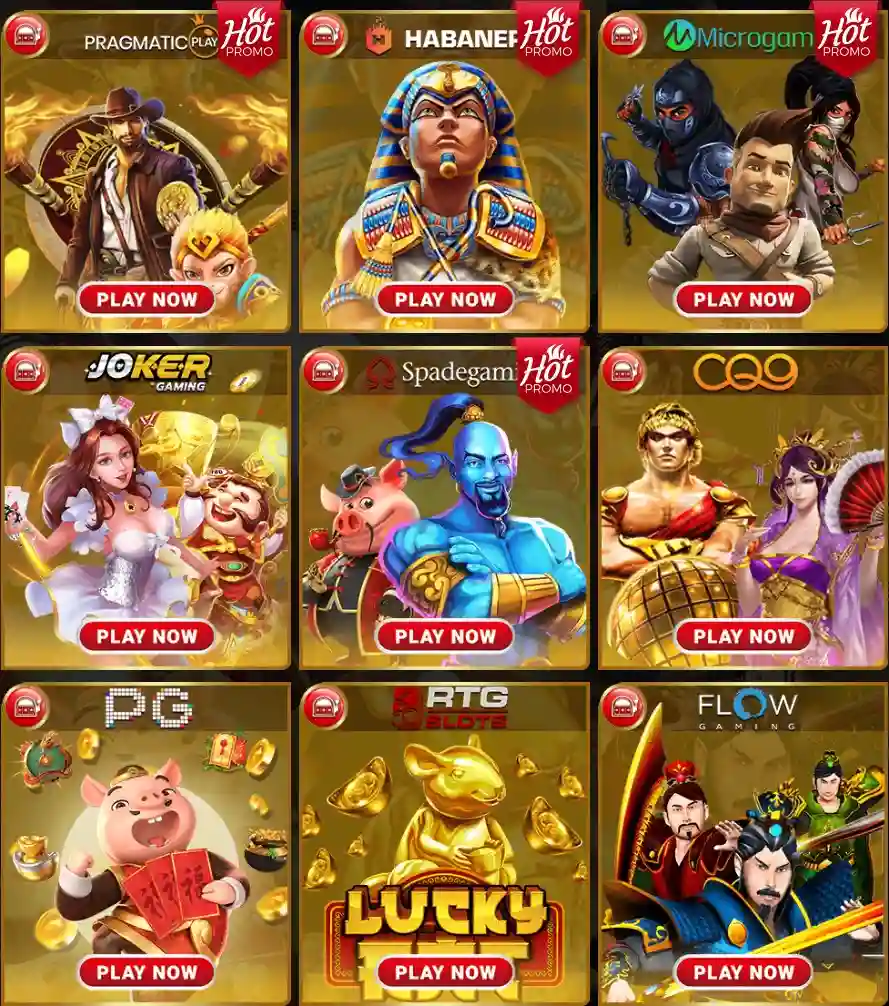 PRAGMATIC PLAY
Hot
PROMO
HABANER
Hot
PROMO
Microgam
Hot
PROMO
PLAY NOW
PLAY NOW
PLAY NOW
JOKER
GAMING
Spadegami
Hot
PROMO
CQ9
PLAY NOW
PLAY NOW
PLAY NOW
PG
RTG
SLOTS
FLOW
GAMING
LUCKY
PLAY NOW
PLAY NOW
PLAY NOW